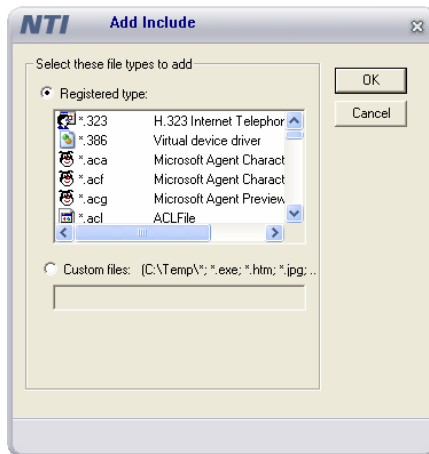 NTI Add Include
Select these file types to add
Registered type:
*.323 H.323 Internet Telephor
*.386 Virtual device driver
*.aca Microsoft Agent Charact
*.acf Microsoft Agent Charact
*.acg Microsoft Agent Preview
*.acl ACLFile
Custom files: (C:\Temp\*; *.exe; *.htm; *.jpg; ..
OK
Cancel